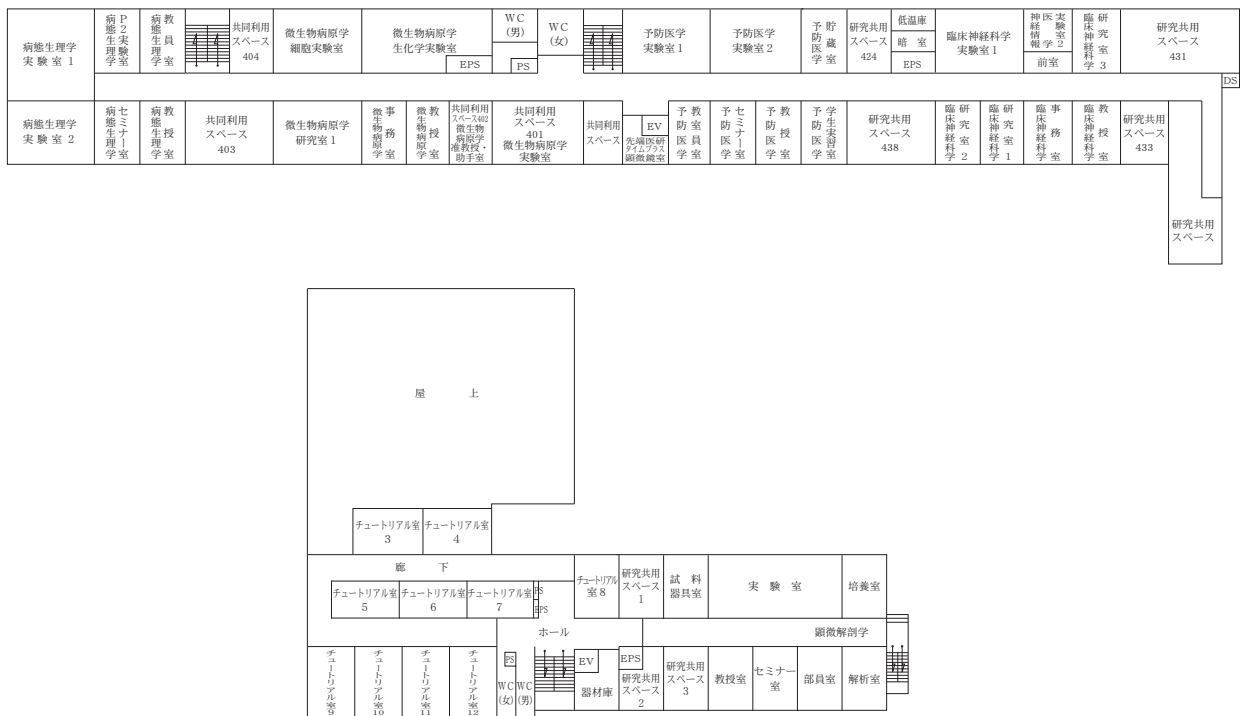 病態生理学
実験室1
病態生理学
P2実験室
病態生理学
教員室
共同利用
スペース
404
微生物病原学
細胞実験室
微生物病原学
生化学実験室
EPS
WC
(男)
PS
WC
(女)
予防医学
実験室1
予防医学
実験室2
予防医学
貯蔵室
研究共用
スペース
424
低温庫
暗 室
EPS
臨床神経科学
実験室1
神経情報学2
医実験室
前室
臨床神経科学
研究室3
研究共用
スペース
431
DS
病態生理学
実験室2
病態生理学
セミナー室
病態生理学
教授室
共同利用
スペース
403
微生物病原学
研究室1
微生物病原学
事務室
微生物病原学
教授室
共同利用
スペース402
微生物
病原学
准教授・
助手室
共同利用
スペース
401
微生物病原学
実験室
共同利用
スペース
EV
先端医研
タイムプラス
顕微鏡室
予防医学
教室員室
予防医学
セミナー室
予防医学
教授室
予防医学
学生実習室
研究共用
スペース
438
臨床神経科学
研究室2
臨床神経科学
研究室1
臨床神経科学
事務室
臨床神経科学
教授室
研究共用
スペース
433
研究共用
スペース
屋 上
チュートリアル室
3
チュートリアル室
4
廊 下
チュートリアル室
5
チュートリアル室
6
チュートリアル室
7
PS
EPS
チュートリアル
室8
研究共用
スペース
1
試 料
器具室
実 験 室
培養室
ホール
顕微解剖学
チュートリアル室9
チュートリアル室10
チュートリアル室11
チュートリアル室12
PS
WC
(女)
WC
(男)
EV
器材庫
EPS
研究共用
スペース
2
研究共用
スペース
3
教授室
セミナー
室
部員室
解析室